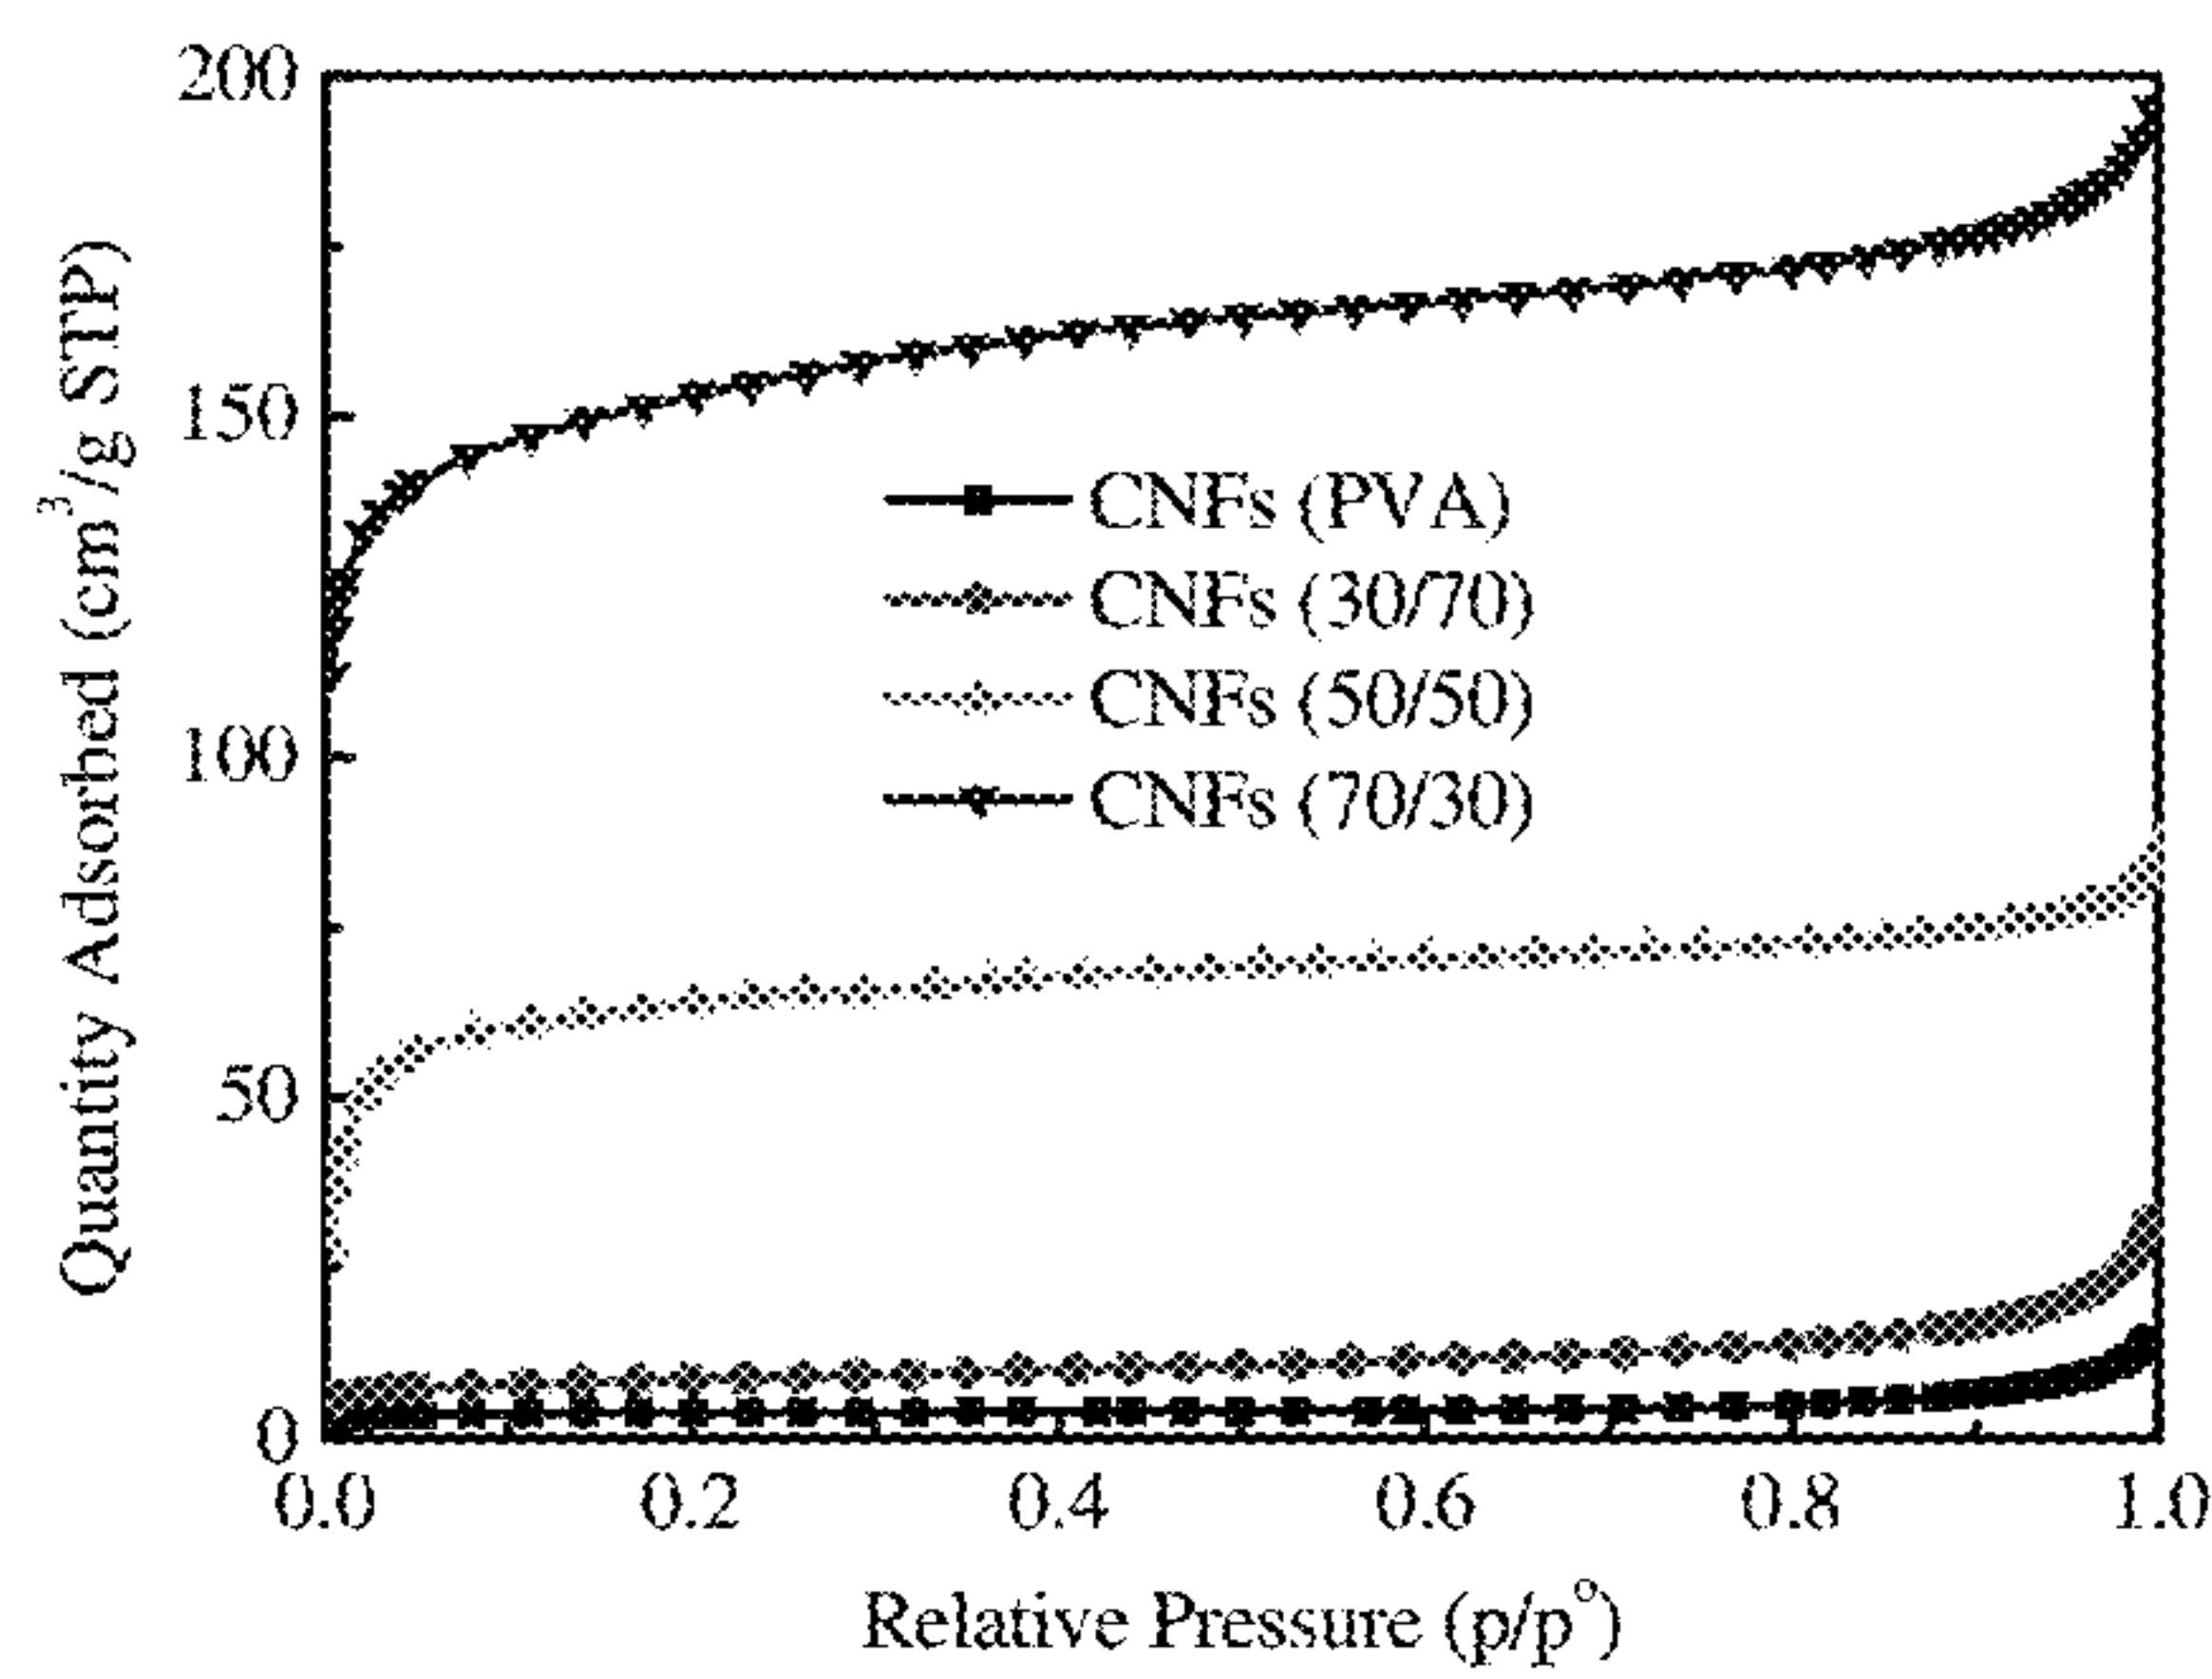 200
150
100
50
0
Quantity Adsorbed (cm³/g STP)
CNFs (PVA)
CNFs (30/70)
CNFs (50/50)
CNFs (70/30)
0.0 0.2 0.4 0.6 0.8 1.0
Relative Pressure (p/p°)